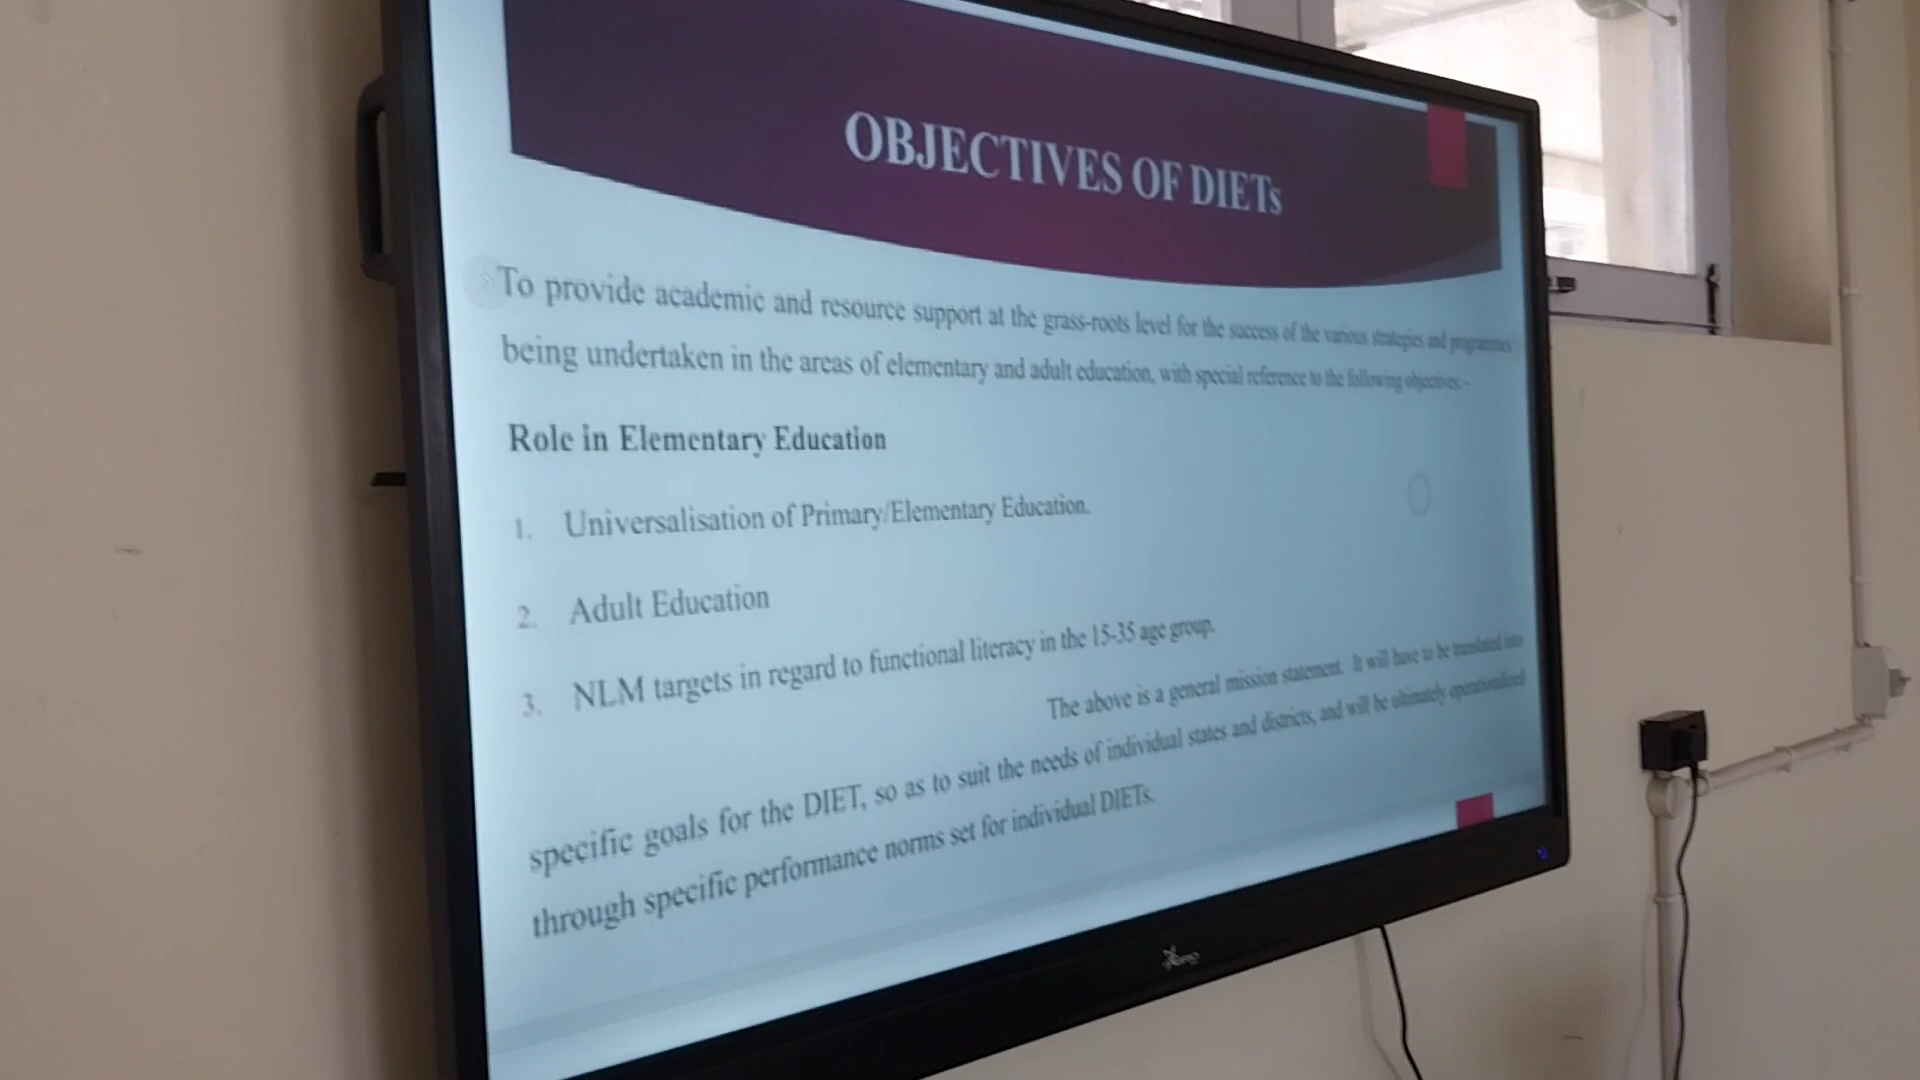 OBJECTIVES OF DIETs
To provide academic and resource support at the grass-roots level for the success of the various strategies and programmes
being undertaken in the areas of elementary and adult education, with special reference to the following objectives:-
Role in Elementary Education
1. Universalisation of Primary/Elementary Education.
2. Adult Education
3. NLM targets in regard to functional literacy in the 15-35 age group.
The above is a general mission statement. It will have to be translated into
specific goals for the DIET, so as to suit the needs of individual states and districts, and will be ultimately operationalized
through specific performance norms set for individual DIETs.